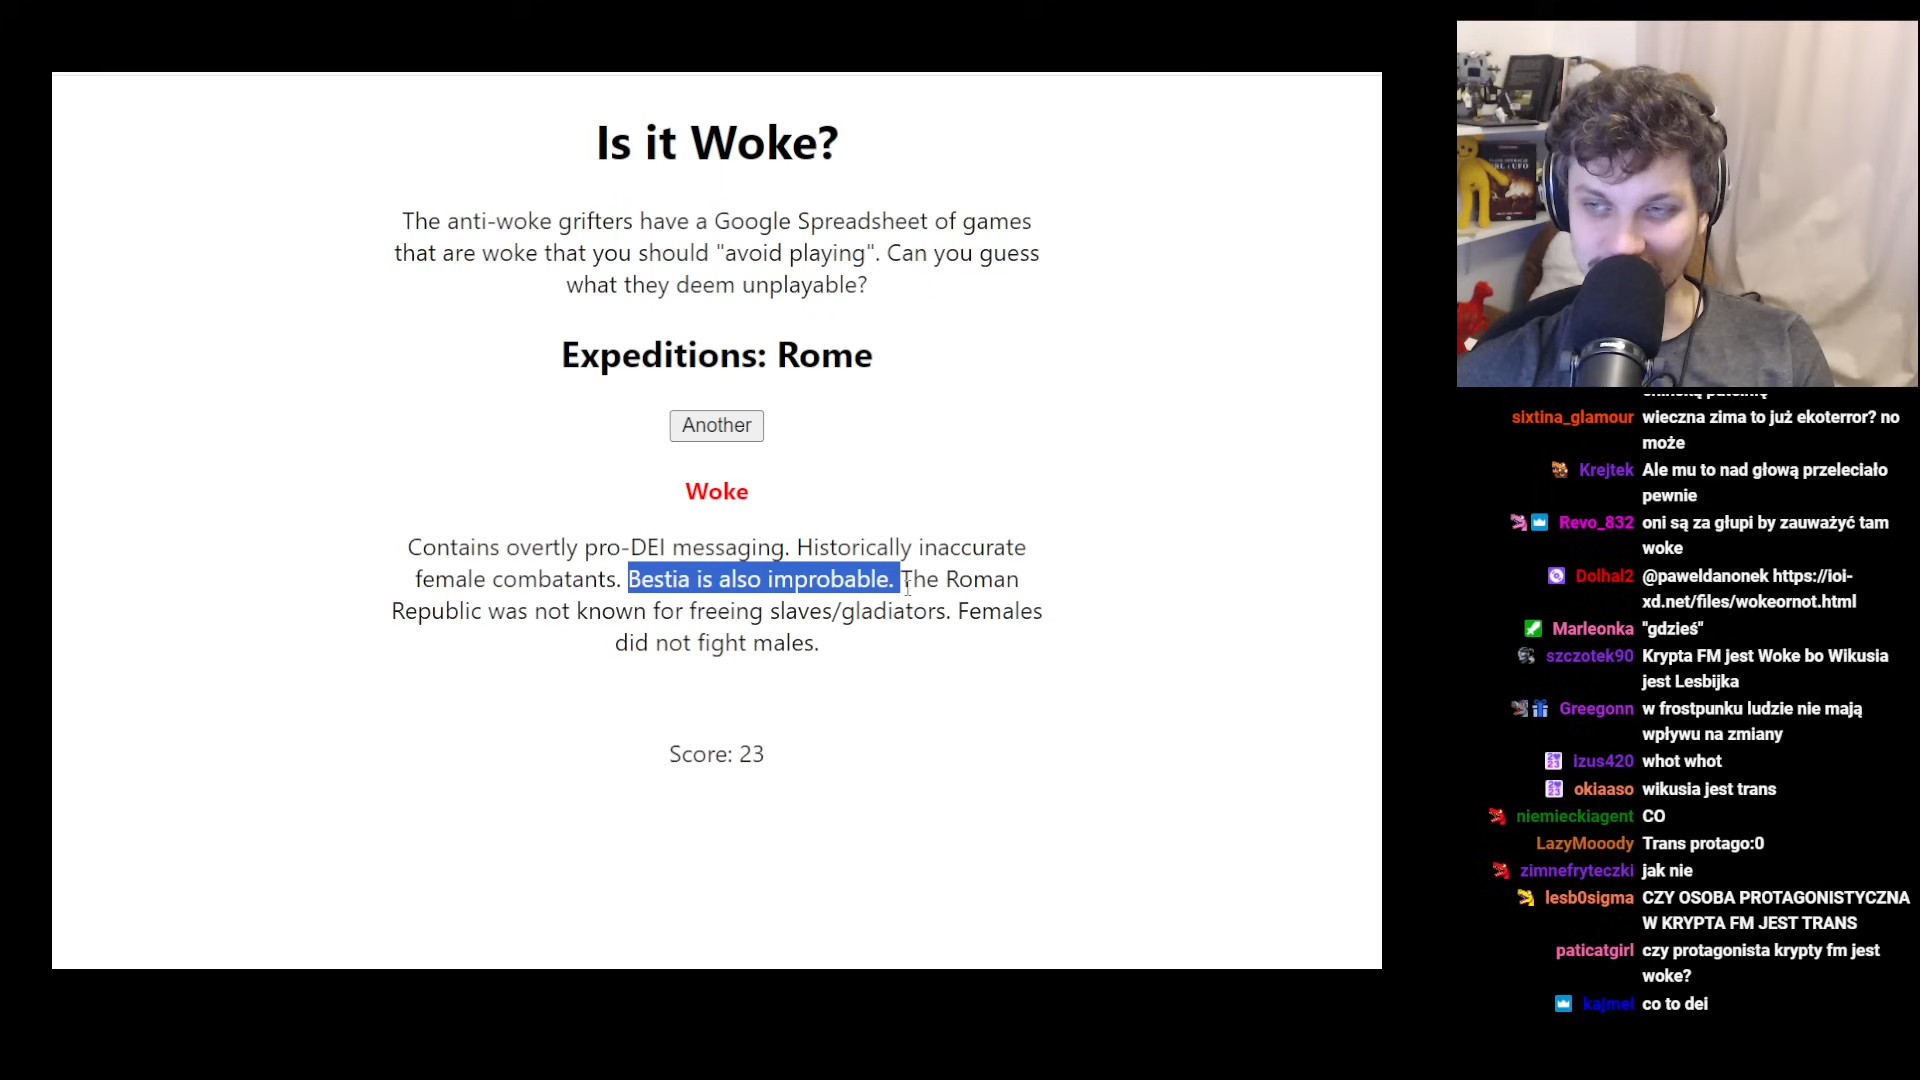 Is it Woke?
The anti-woke grifters have a Google Spreadsheet of games
that are woke that you should "avoid playing". Can you guess
what they deem unplayable?
Expeditions: Rome
Another
Woke
Contains overtly pro-DEI messaging. Historically inaccurate
female combatants. Bestia is also improbable. The Roman
Republic was not known for freeing slaves/gladiators. Females
did not fight males.
Score: 23
sixtina_glamour wieczna zima to już ekoterror? no
może
Krejtek Ale mu to nad głową przeleciało
pewnie
Revo_832 oni są za głupi by zauważyć tam
woke
Dolhal2 @paweldanonek https://ioi-
xd.net/files/wokeornot.html
Marleonka "gdzieś"
szczotek90 Krypta FM jest Woke bo Wikusia
jest Lesbijka
Greegonn w frostpunku ludzie nie mają
wpływu na zmiany
izus420 whot whot
okiaaso wikusia jest trans
niemieckiagent CO
LazyMooody Trans protago:0
zimnefryteczki jak nie
lesb0sigma CZY OSOBA PROTAGONISTYCZNA
W KRYPTA FM JEST TRANS
paticatgirl czy protagonista krypty fm jest
woke?
kajmel co to dei